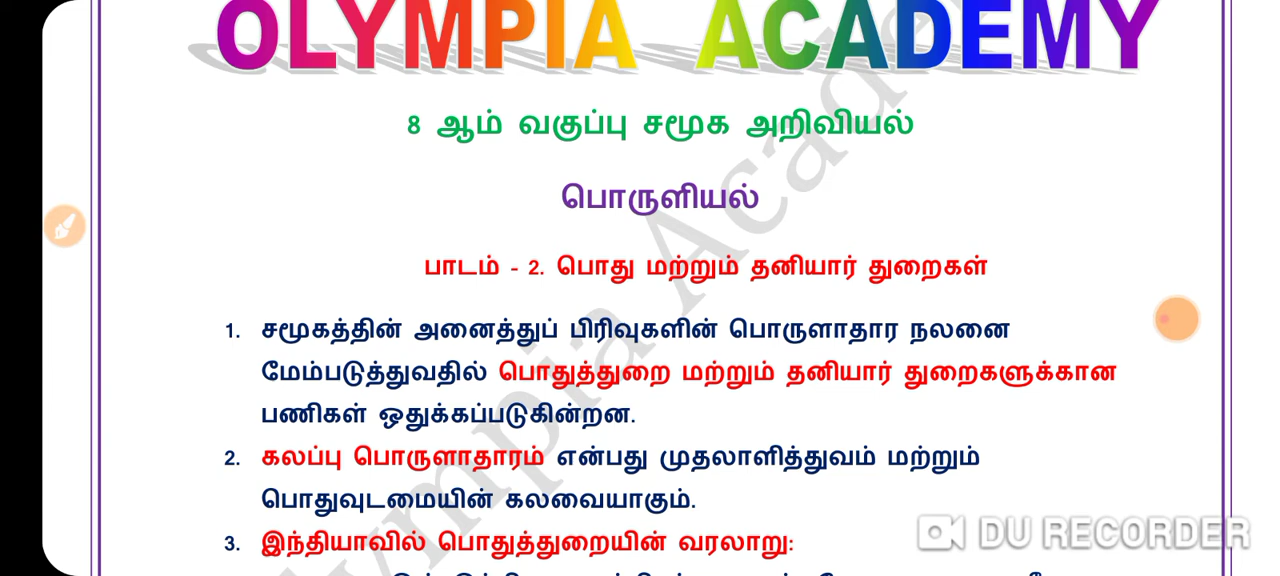 OLYMPIA ACADEMY
8 ஆம் வகுப்பு சமூக அறிவியல்
பொருளியல்
பாடம் - 2. பொது மற்றும் தனியார் துறைகள்
1. சமூகத்தின் அனைத்துப் பிரிவுகளின் பொருளாதார நலனை
மேம்படுத்துவதில் பொதுத்துறை மற்றும் தனியார் துறைகளுக்கான
பணிகள் ஒதுக்கப்படுகின்றன.
2. கலப்பு பொருளாதாரம் என்பது முதலாளித்துவம் மற்றும்
பொதுவுடமையின் கலவையாகும்.
3. இந்தியாவில் பொதுத்துறையின் வரலாறு:
DU RECORDER